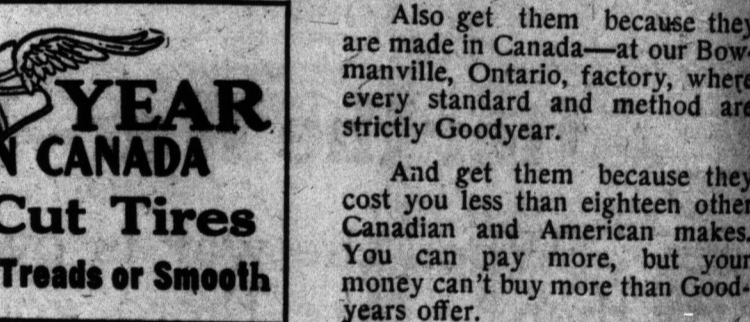 YEAR
N CANADA
Cut Tires
Treads or Smooth
Also get them because they
are made in Canada—at our Bow-
manville, Ontario, factory, where
every standard and method are
strictly Goodyear.
And get them because they
cost you less than eighteen other
Canadian and American makes.
You can pay more, but your
money can't buy more than Good-
years offer.